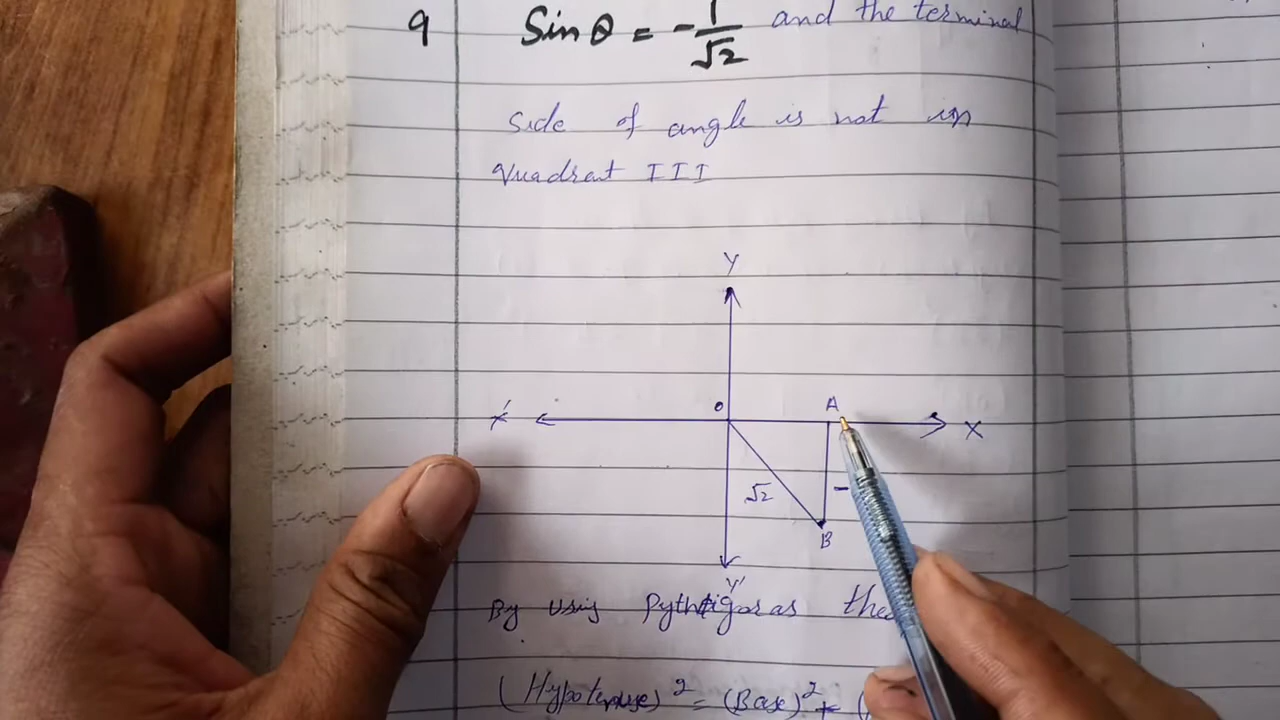 9 Sin θ = -1/√2 and the terminal
Side of angle is not in
Quadrant III
Y
O A
X' X
√2 -
B
Y'
By Using Pythigoras the
(Hypotenuse)² = (Base)² + (